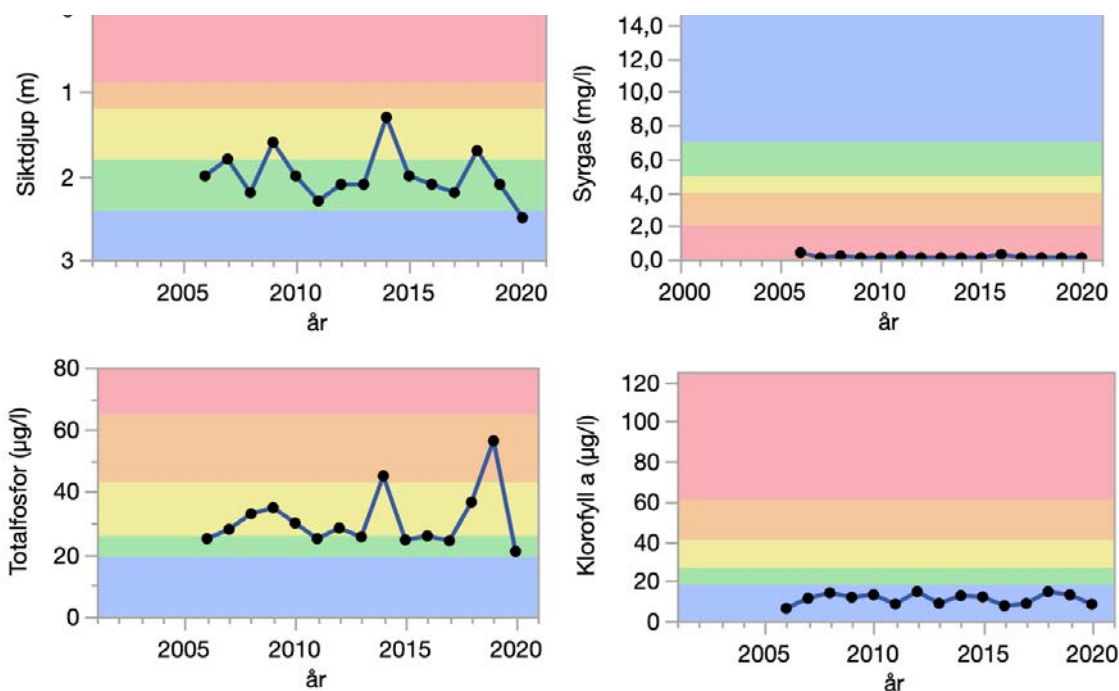 Siktdjup (m)
1
2
3
2005 2010 2015 2020
år
Syrgas (mg/l)
14,0
12,0
10,0
8,0
6,0
4,0
2,0
0,0
2000 2005 2010 2015 2020
år
Totalfosfor (µg/l)
80
60
40
20
0
2005 2010 2015 2020
år
Klorofyll a (µg/l)
120
100
80
60
40
20
0
2005 2010 2015 2020
år